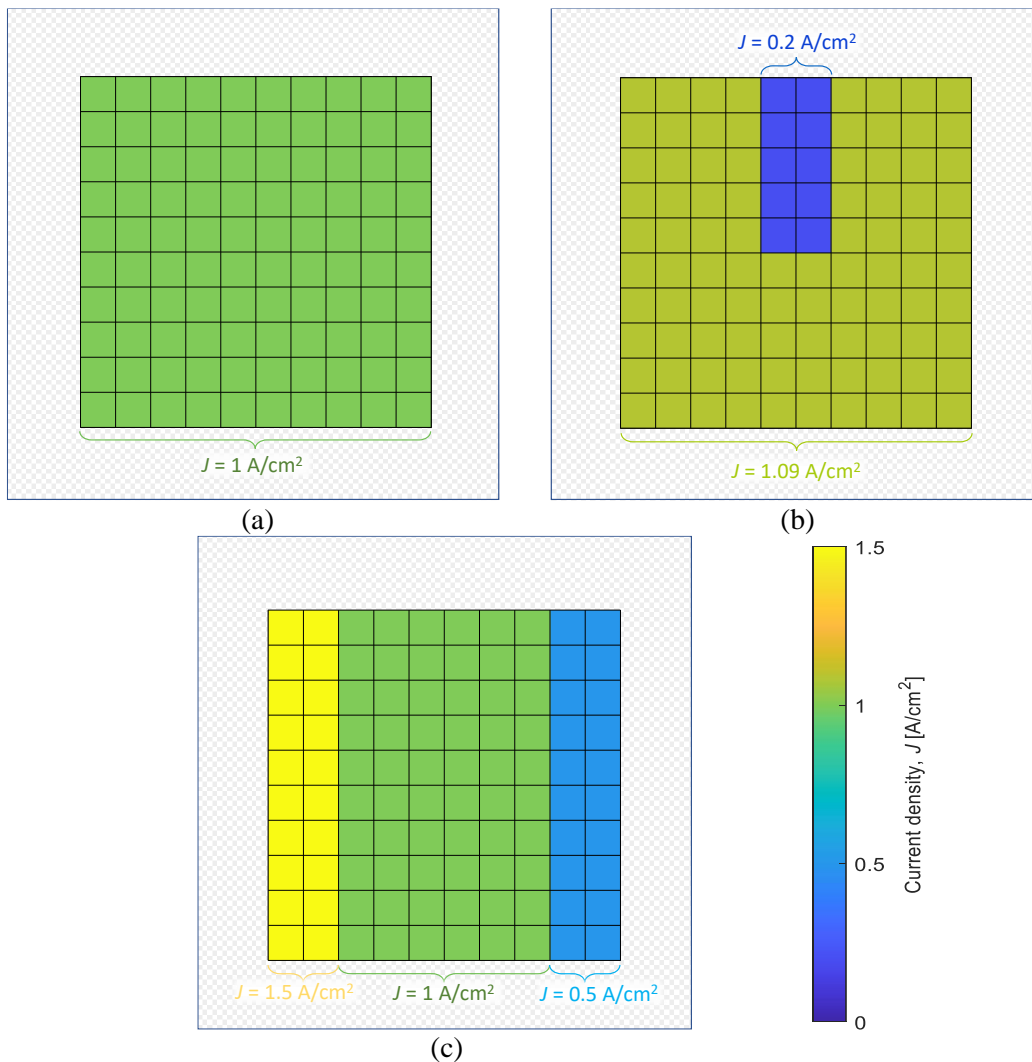 J = 0.2 A/cm²
J = 1 A/cm²
J = 1.09 A/cm²
(a)
(b)
1.5
1
0.5
0
Current density, J [A/cm²]
J = 1.5 A/cm²
J = 1 A/cm²
J = 0.5 A/cm²
(c)